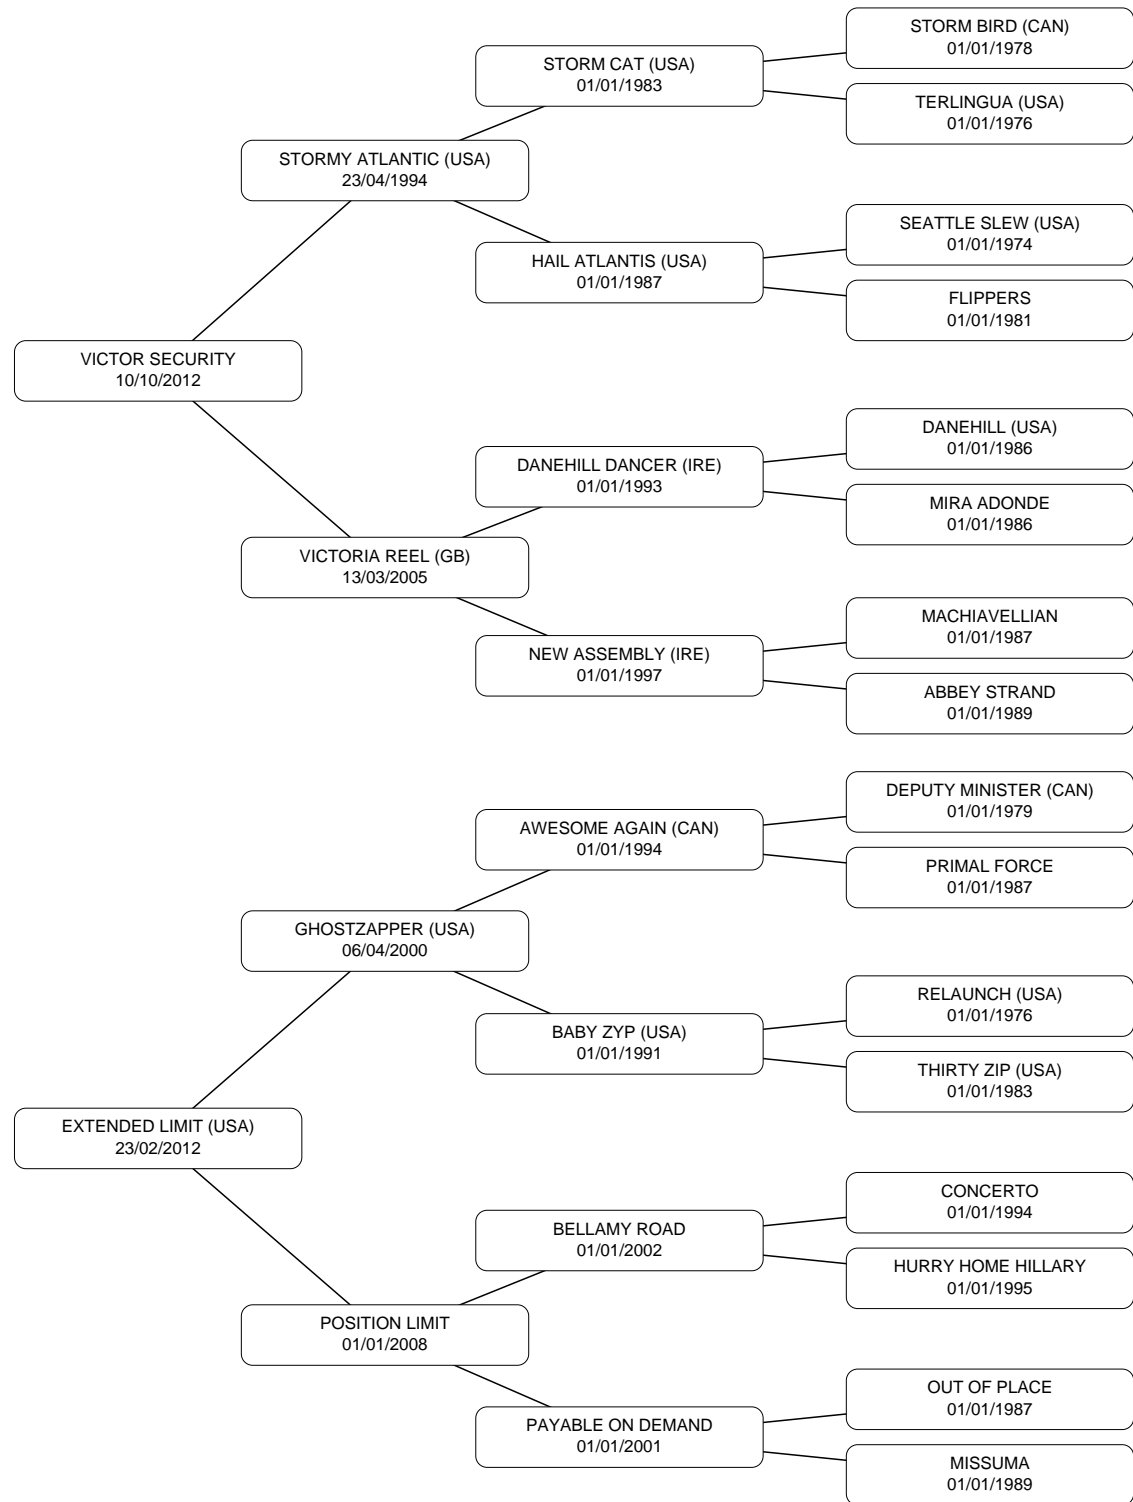 STORM BIRD (CAN)
01/01/1978
STORM CAT (USA)
01/01/1983
TERLINGUA (USA)
01/01/1976
STORMY ATLANTIC (USA)
23/04/1994
SEATTLE SLEW (USA)
01/01/1974
HAIL ATLANTIS (USA)
01/01/1987
FLIPPERS
01/01/1981
VICTOR SECURITY
10/10/2012
DANEHILL (USA)
01/01/1986
DANEHILL DANCER (IRE)
01/01/1993
MIRA ADONDE
01/01/1986
VICTORIA REEL (GB)
13/03/2005
MACHIAVELLIAN
01/01/1987
NEW ASSEMBLY (IRE)
01/01/1997
ABBEY STRAND
01/01/1989
DEPUTY MINISTER (CAN)
01/01/1979
AWESOME AGAIN (CAN)
01/01/1994
PRIMAL FORCE
01/01/1987
GHOSTZAPPER (USA)
06/04/2000
RELAUNCH (USA)
01/01/1976
BABY ZYP (USA)
01/01/1991
THIRTY ZIP (USA)
01/01/1983
EXTENDED LIMIT (USA)
23/02/2012
CONCERTO
01/01/1994
BELLAMY ROAD
01/01/2002
HURRY HOME HILLARY
01/01/1995
POSITION LIMIT
01/01/2008
OUT OF PLACE
01/01/1987
PAYABLE ON DEMAND
01/01/2001
MISSUMA
01/01/1989